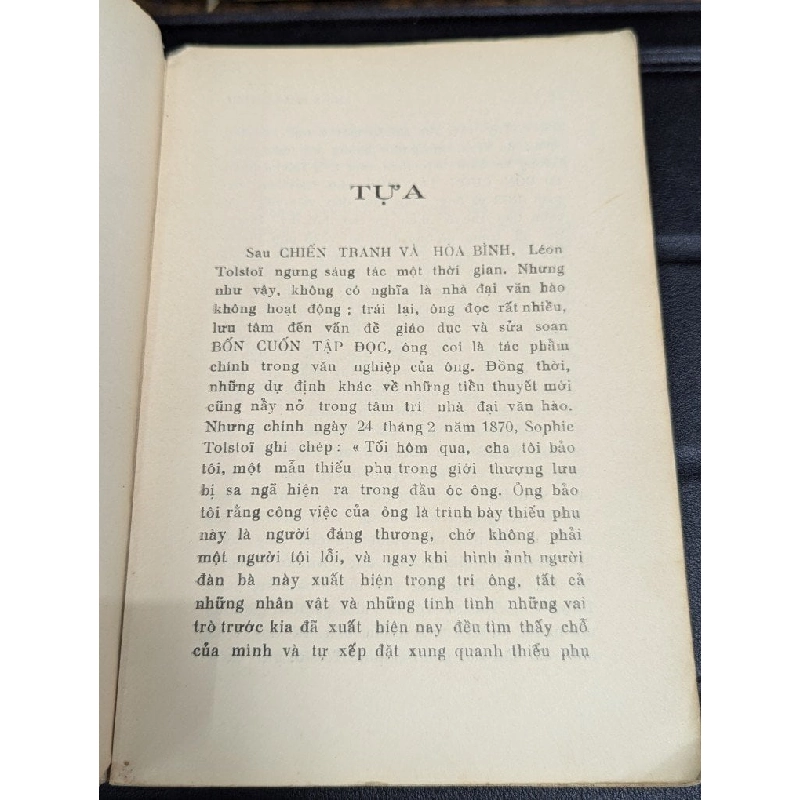 TỰA
Sau CHIẾN TRANH VÀ HÒA BÌNH, Léon
Tolstoï ngưng sáng tác một thời gian. Nhưng
như vậy, không có nghĩa là nhà đại văn hào
không hoạt động ; trái lại, ông đọc rất nhiều,
lưu tâm đến vấn đề giáo dục và sửa soạn
BỐN CUỐN TẬP ĐỌC, ông coi là tác phẩm
chính trong văn nghiệp của ông. Đồng thời,
những dự định khác về những tiểu thuyết mới
cũng nẩy nở trong tâm trí nhà đại văn hào.
Nhưng chính ngày 24 tháng 2 năm 1870, Sophie
Tolstoï ghi chép : « Tối hôm qua, cha tôi bảo
tôi, một mẫu thiếu phụ trong giới thượng lưu
bị sa ngã hiện ra trong đầu óc ông. Ông bảo
tôi rằng công việc của ông là trình bày thiếu phụ
này là người đáng thương, chớ không phải
một người tội lỗi, và ngay khi hình ảnh người
đàn bà này xuất hiện trong trí ông, tất cả
những nhân vật và những tính tình những vai
trò trước kia đã xuất hiện nay đều tìm thấy chỗ
của mình và tự xếp đặt xung quanh thiếu phụ